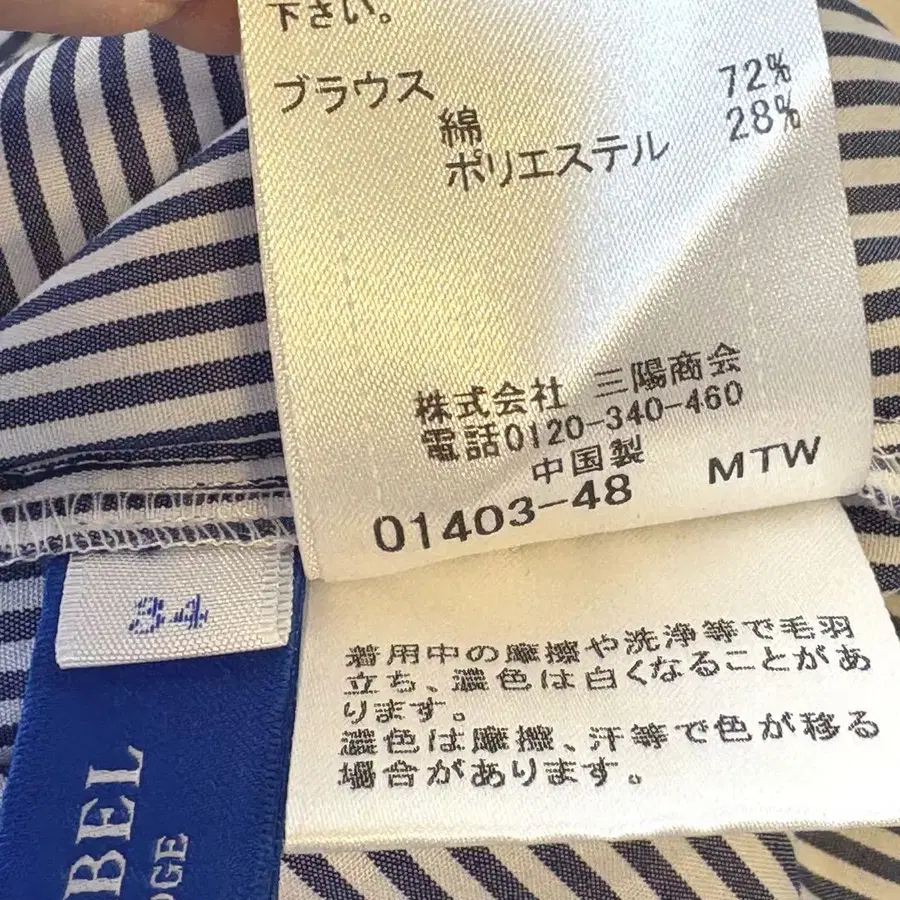 下さい。
ブラウス
綿 72%
ポリエステル 28%
株式会社 三陽商会
電話0120-340-460
中国製
01403-48 MTW
着用中の摩擦や洗浄等で毛羽
立ち、濃色は白くなることがあ
ります。
濃色は摩擦、汗等で色が移る
場合があります。
BEL